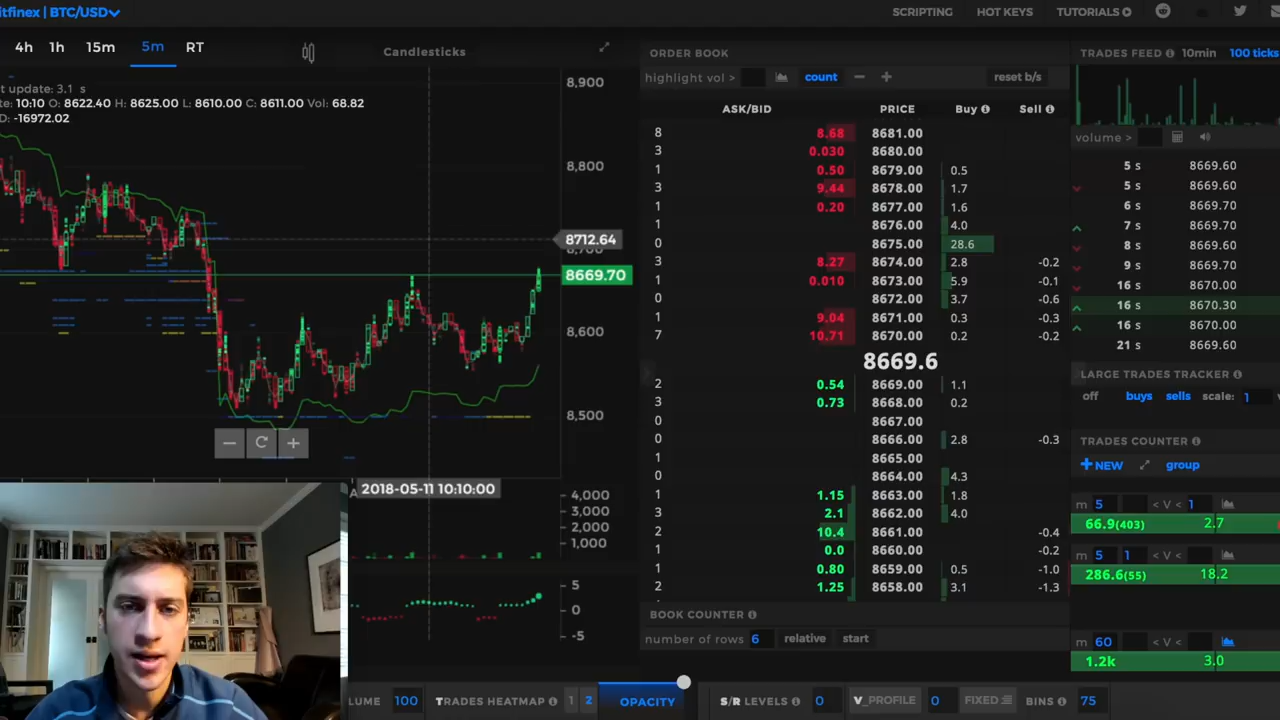 itfinex | BTC/USD
SCRIPTING HOT KEYS TUTORIALS
4h 1h 15m 5m RT
Candlesticks
t update: 3.1 s
te: 10:10 O: 8622.40 H: 8625.00 L: 8610.00 C: 8611.00 Vol: 68.82
D: -16972.02
8,900
8,800
8712.64
8669.70
8,600
8,500
2018-05-11 10:10:00
4,000
3,000
2,000
1,000
5
0
-5
LUME 100 TRADES HEATMAP 1 2 OPACITY
ORDER BOOK
highlight vol > count reset b/s
ASK/BID PRICE Buy Sell
8 8.68 8681.00
3 0.030 8680.00
1 0.50 8679.00 0.5
3 9.44 8678.00 1.7
1 0.20 8677.00 1.6
1 8676.00 4.0
0 8675.00 28.6
3 8.27 8674.00 2.8 -0.2
1 0.010 8673.00 5.9 -0.1
0 8672.00 3.7 -0.6
1 9.04 8671.00 0.3 -0.3
7 10.71 8670.00 0.2 -0.2
8669.6
2 0.54 8669.00 1.1
3 0.73 8668.00 0.2
0 8667.00
0 8666.00 2.8 -0.3
1 8665.00
0 8664.00 4.3
1 1.15 8663.00 1.8
3 2.1 8662.00 4.0
2 10.4 8661.00 -0.4
1 0.0 8660.00 -0.2
1 0.80 8659.00 0.5 -1.0
2 1.25 8658.00 3.1 -1.3
BOOK COUNTER
number of rows 6 relative start
S/R LEVELS 0 V_PROFILE 0 FIXED BINS 75
TRADES FEED 10min 100 ticks
volume >
5 s 8669.60
5 s 8669.60
6 s 8669.70
7 s 8669.70
8 s 8669.60
9 s 8669.70
16 s 8670.00
16 s 8670.30
16 s 8670.00
21 s 8669.60
LARGE TRADES TRACKER
off buys sells scale: 1
TRADES COUNTER
+NEW group
m 5 < V < 1
66.9(403) 2.7
m 5 1 < V <
286.6(55) 18.2
m 60 < V <
1.2k 3.0